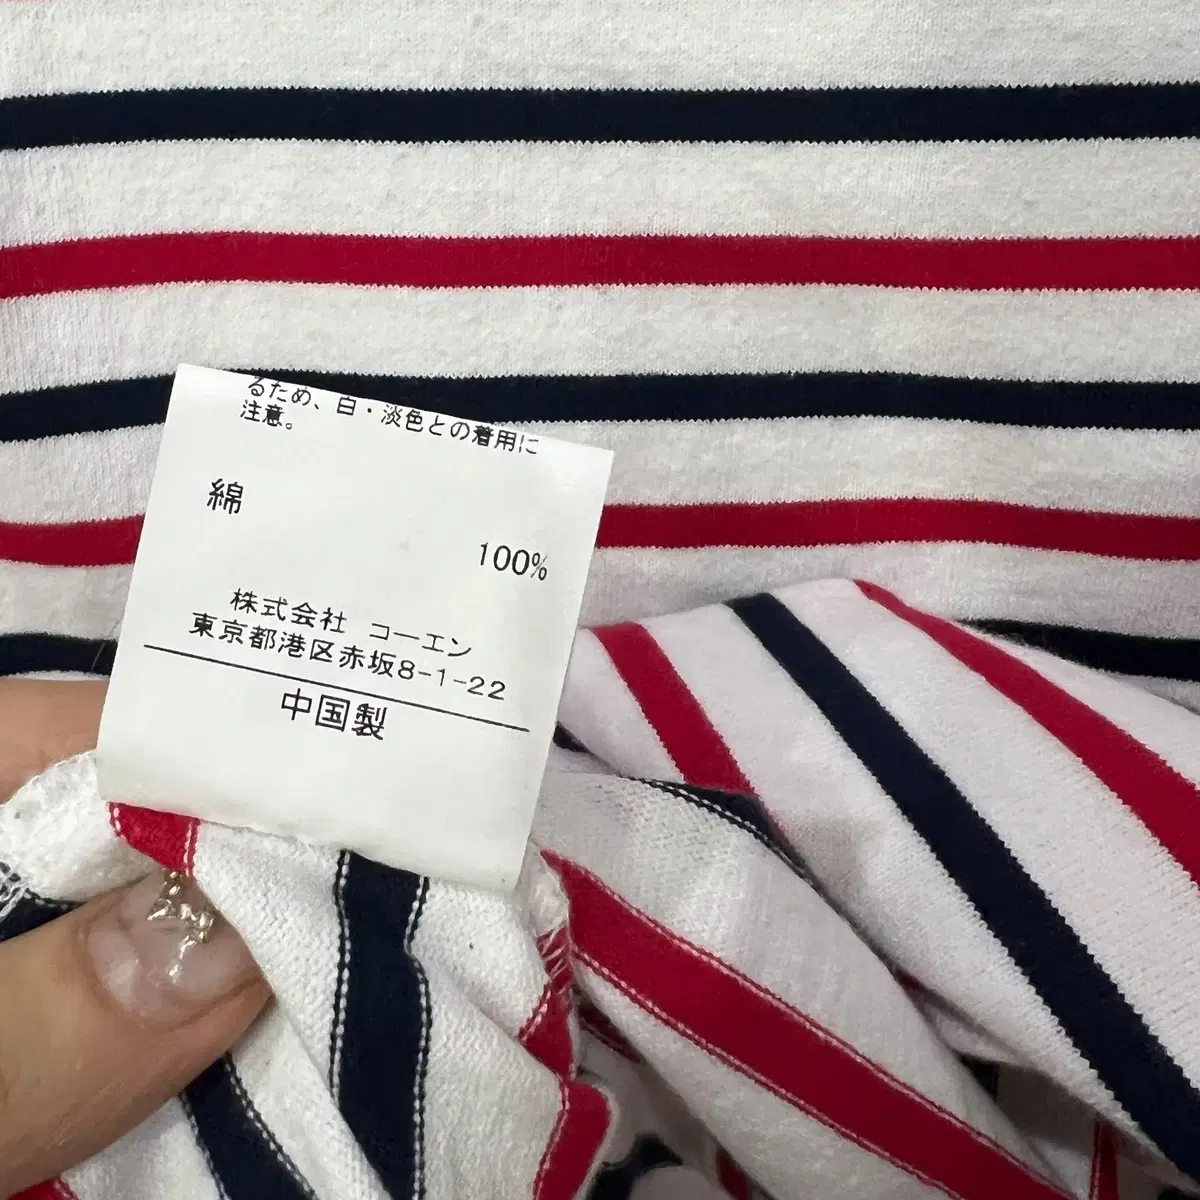 るため、白・淡色との着用に
注意。
綿
100%
株式会社 コーエン
東京都港区赤坂8-1-22
中国製